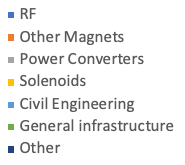 RF
Other Magnets
Power Converters
Solenoids
Civil Engineering
General infrastructure
Other